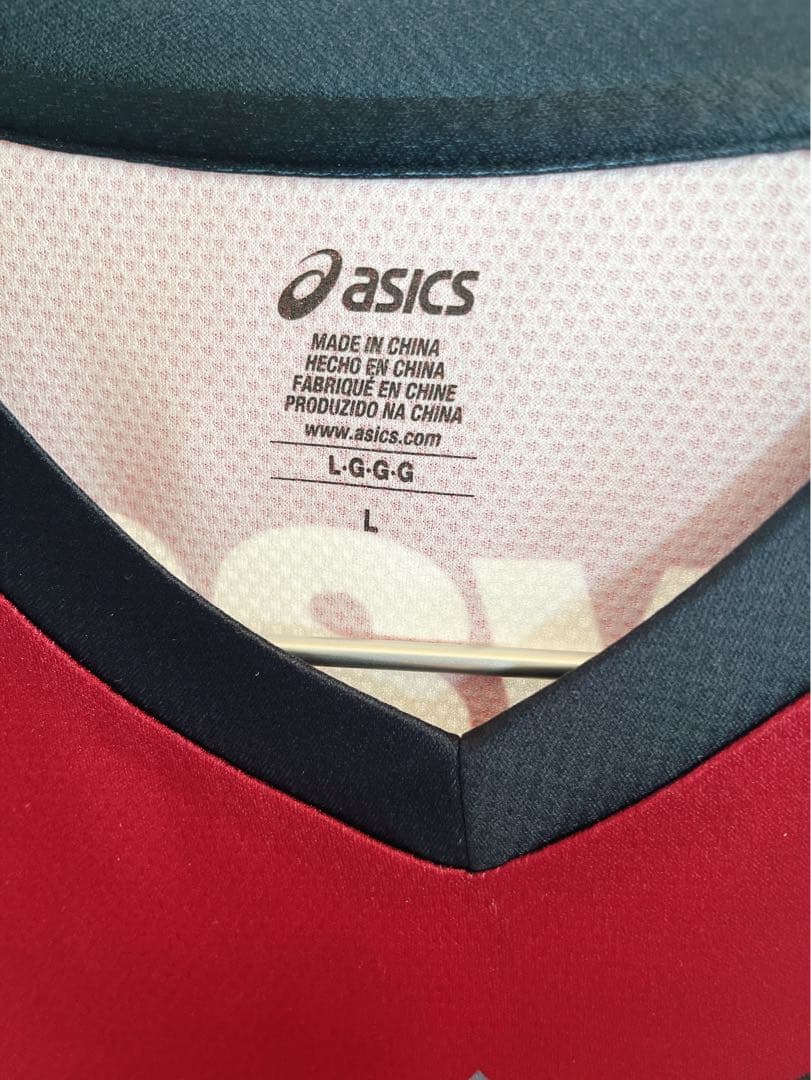 asics
MADE IN CHINA
HECHO EN CHINA
FABRIQUÉ EN CHINE
PRODUZIDO NA CHINA
www.asics.com
L·G·G·G
L